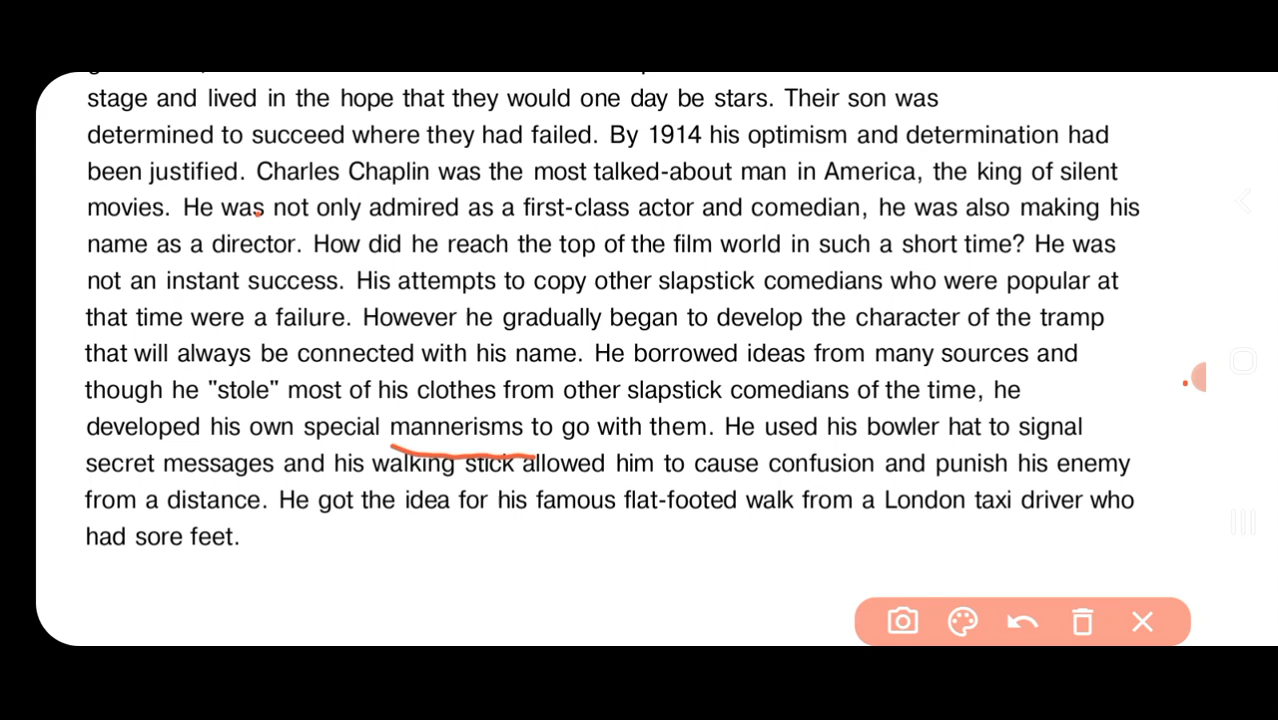 stage and lived in the hope that they would one day be stars. Their son was
determined to succeed where they had failed. By 1914 his optimism and determination had
been justified. Charles Chaplin was the most talked-about man in America, the king of silent
movies. He was not only admired as a first-class actor and comedian, he was also making his
name as a director. How did he reach the top of the film world in such a short time? He was
not an instant success. His attempts to copy other slapstick comedians who were popular at
that time were a failure. However he gradually began to develop the character of the tramp
that will always be connected with his name. He borrowed ideas from many sources and
though he "stole" most of his clothes from other slapstick comedians of the time, he
developed his own special mannerisms to go with them. He used his bowler hat to signal
secret messages and his walking stick allowed him to cause confusion and punish his enemy
from a distance. He got the idea for his famous flat-footed walk from a London taxi driver who
had sore feet.